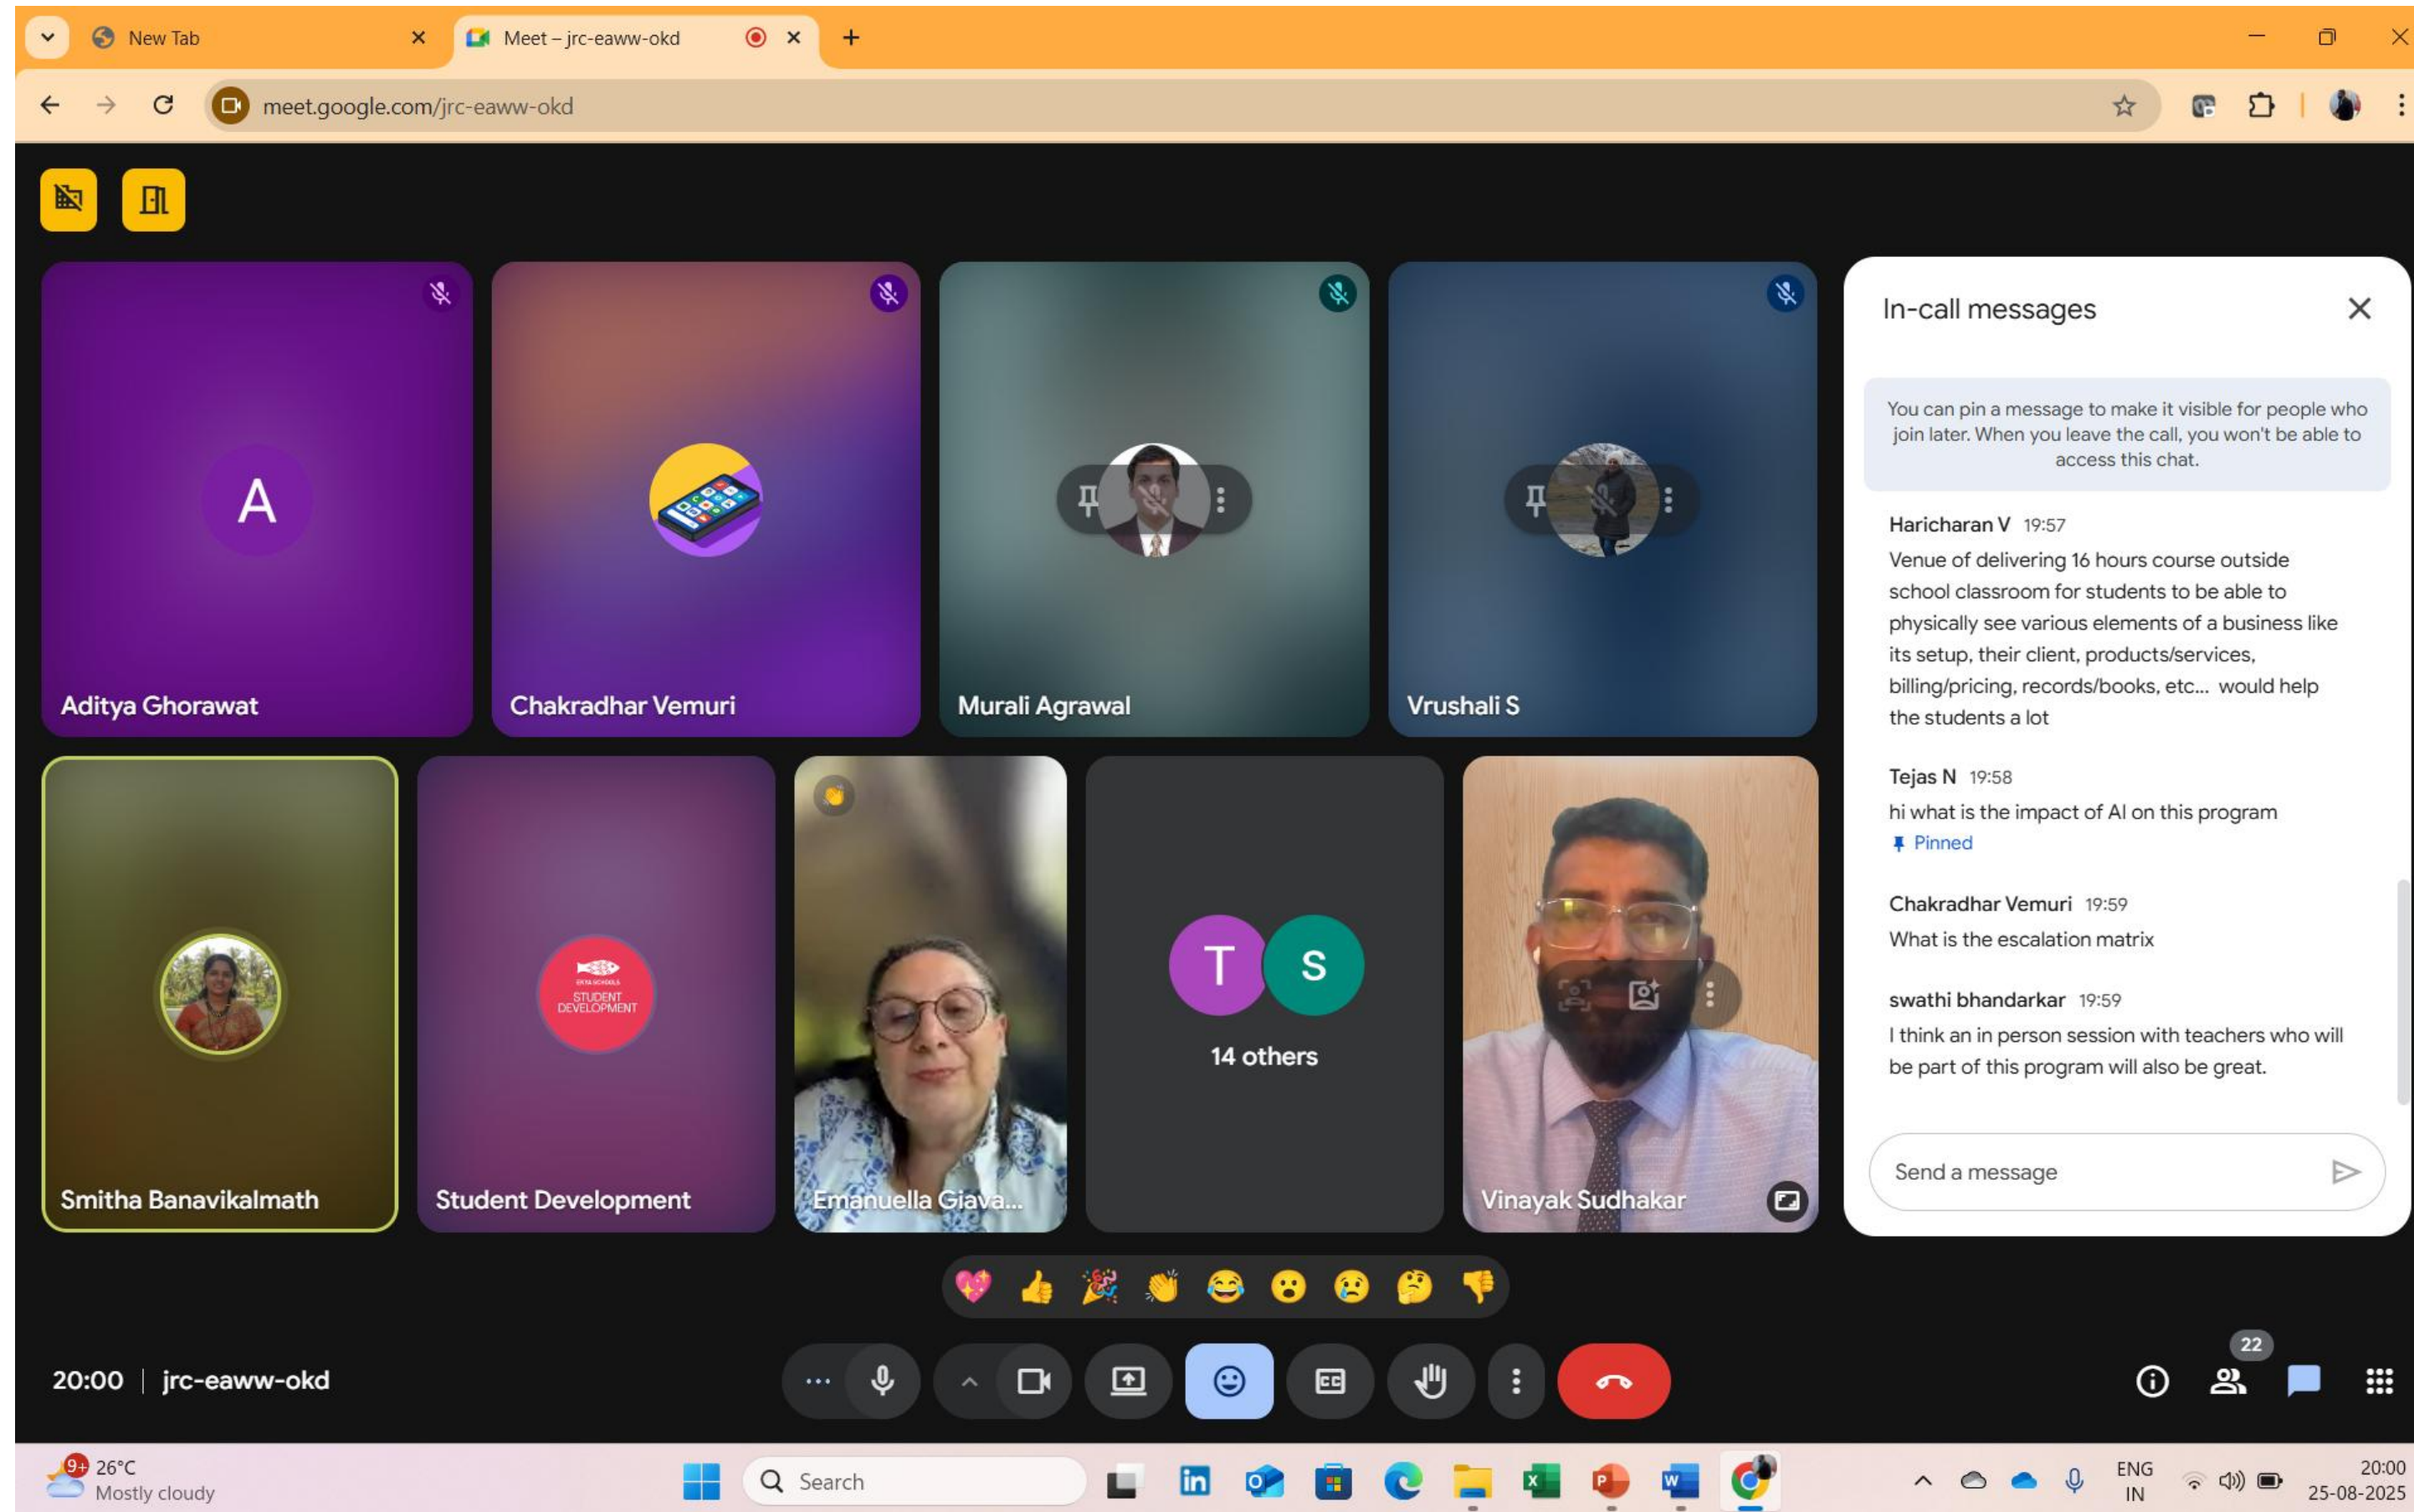 New Tab
Meet – jrc-eaww-okd
meet.google.com/jrc-eaww-okd
A
Aditya Ghorawat
Chakradhar Vemuri
Murali Agrawal
Vrushali S
Smitha Banavikalmath
EKYA SCHOOLS
STUDENT
DEVELOPMENT
Student Development
Emanuella Giava...
T S
14 others
Vinayak Sudhakar
In-call messages
You can pin a message to make it visible for people who
join later. When you leave the call, you won't be able to
access this chat.
Haricharan V 19:57
Venue of delivering 16 hours course outside
school classroom for students to be able to
physically see various elements of a business like
its setup, their client, products/services,
billing/pricing, records/books, etc... would help
the students a lot
Tejas N 19:58
hi what is the impact of AI on this program
Pinned
Chakradhar Vemuri 19:59
What is the escalation matrix
swathi bhandarkar 19:59
I think an in person session with teachers who will
be part of this program will also be great.
Send a message
20:00 | jrc-eaww-okd
CC
22
9+
26°C
Mostly cloudy
Search
in
ENG
IN
20:00
25-08-2025